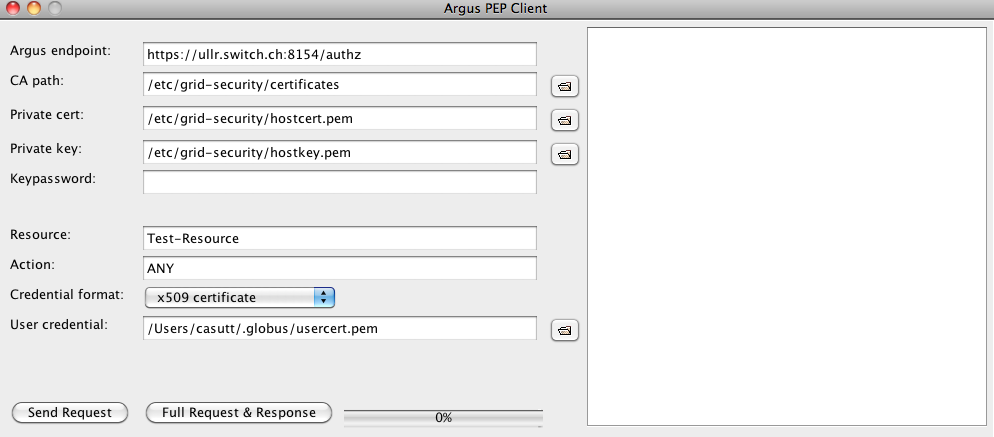 Argus PEP Client
Argus endpoint: https://ullr.switch.ch:8154/authz
CA path: /etc/grid-security/certificates
Private cert: /etc/grid-security/hostcert.pem
Private key: /etc/grid-security/hostkey.pem
Keypassword:
Resource: Test-Resource
Action: ANY
Credential format: x509 certificate
User credential: /Users/casutt/.globus/usercert.pem
Send Request Full Request & Response 0%